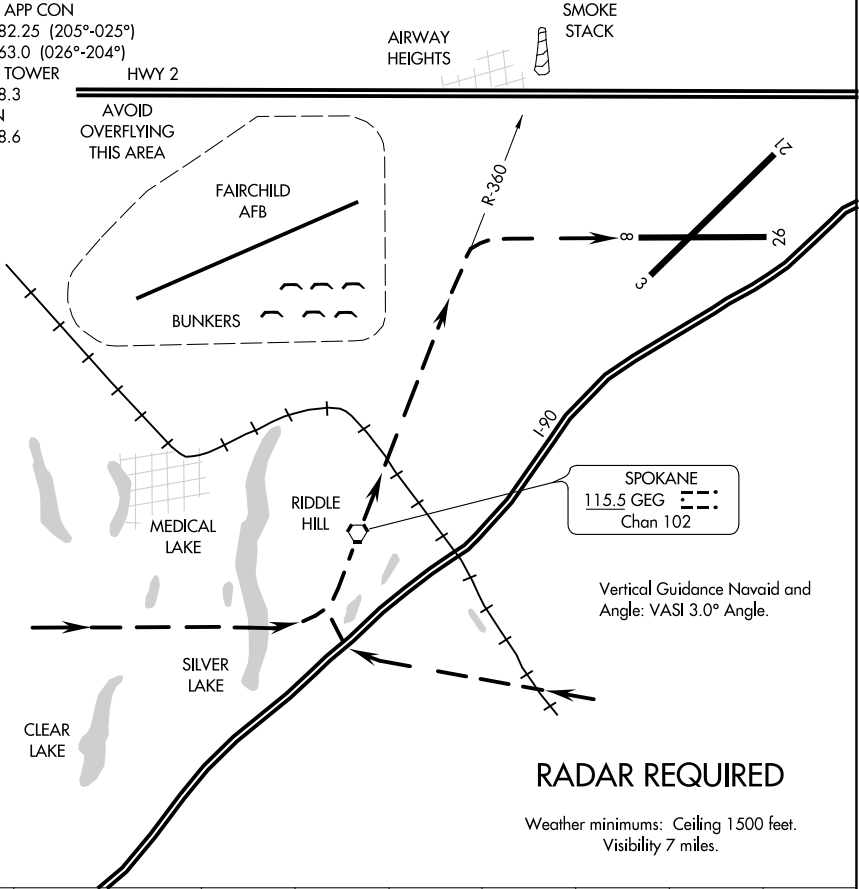 APP CON
82.25 (205°-025°)
63.0 (026°-204°)
TOWER
8.3
N
8.6
HWY 2
AVOID
OVERFLYING
THIS AREA
AIRWAY
HEIGHTS
SMOKE
STACK
FAIRCHILD
AFB
BUNKERS
R-360
21
8
26
3
I-90
MEDICAL
LAKE
RIDDLE
HILL
SPOKANE
115.5 GEG
Chan 102
Vertical Guidance Navaid and
Angle: VASI 3.0° Angle.
SILVER
LAKE
CLEAR
LAKE
RADAR REQUIRED
Weather minimums: Ceiling 1500 feet.
Visibility 7 miles.